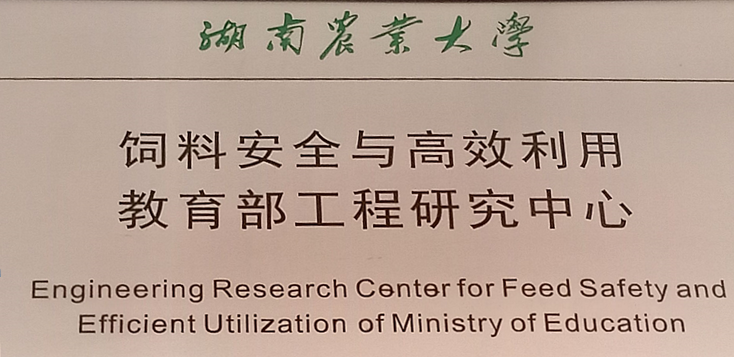 湖南农业大学
饲料安全与高效利用
教育部工程研究中心
Engineering Research Center for Feed Safety and
Efficient Utilization of Ministry of Education